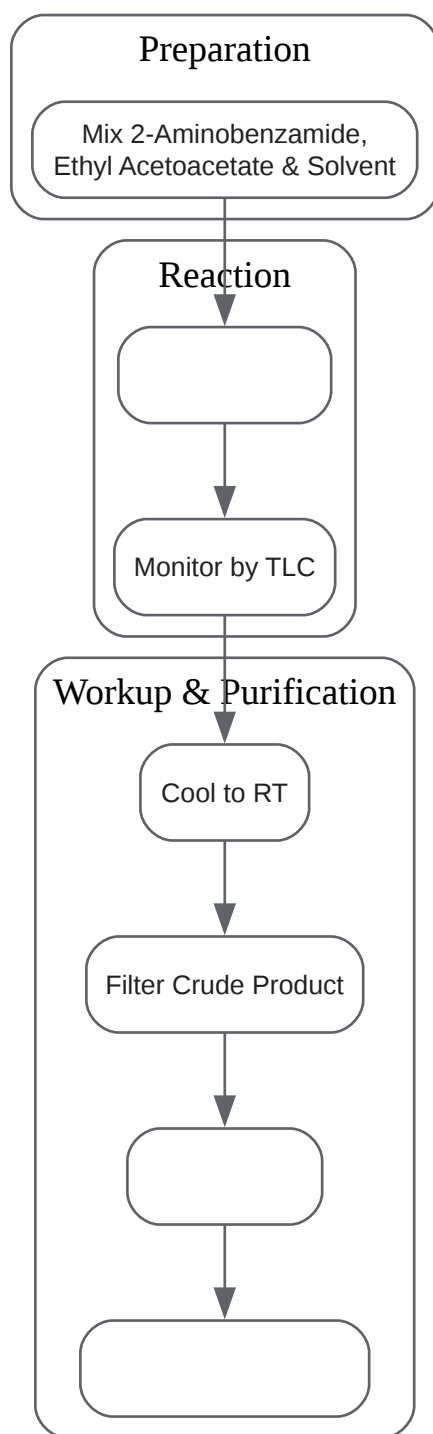 Preparation
Mix 2-Aminobenzamide,
Ethyl Acetoacetate & Solvent
Reaction
Monitor by TLC
Workup & Purification
Cool to RT
Filter Crude Product